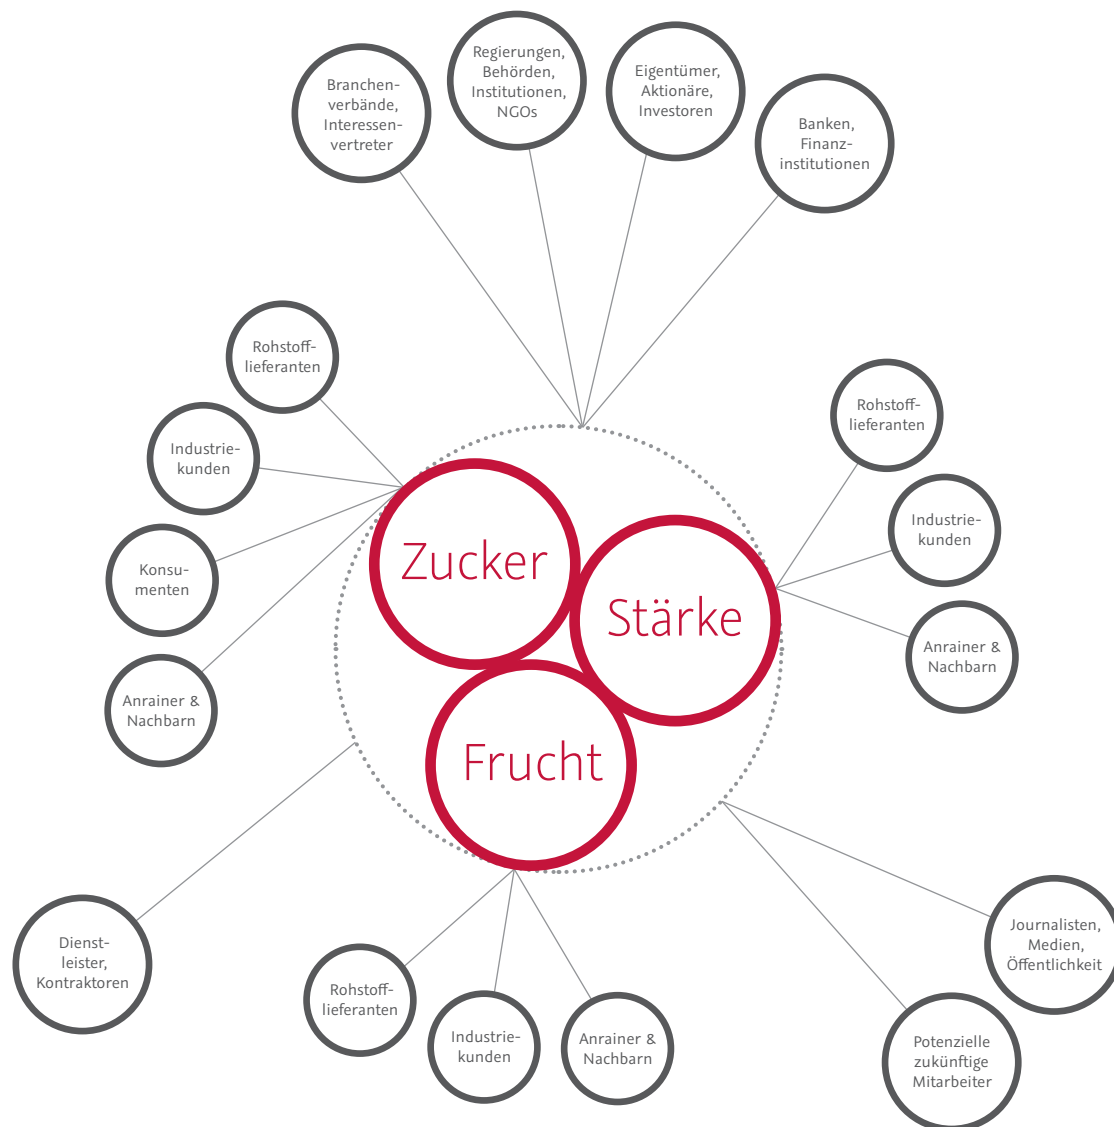 Branchen-
verbände,
Interessen-
vertreter
Regierungen,
Behörden,
Institutionen,
NGOs
Eigentümer,
Aktionäre,
Investoren
Banken,
Finanz-
institutionen
Rohstoff-
lieferanten
Industrie-
kunden
Konsu-
menten
Anrainer &
Nachbarn
Rohstoff-
lieferanten
Industrie-
kunden
Anrainer &
Nachbarn
Zucker
Stärke
Frucht
Dienst-
leister,
Kontraktoren
Rohstoff-
lieferanten
Industrie-
kunden
Anrainer &
Nachbarn
Journalisten,
Medien,
Öffentlichkeit
Potenzielle
zukünftige
Mitarbeiter